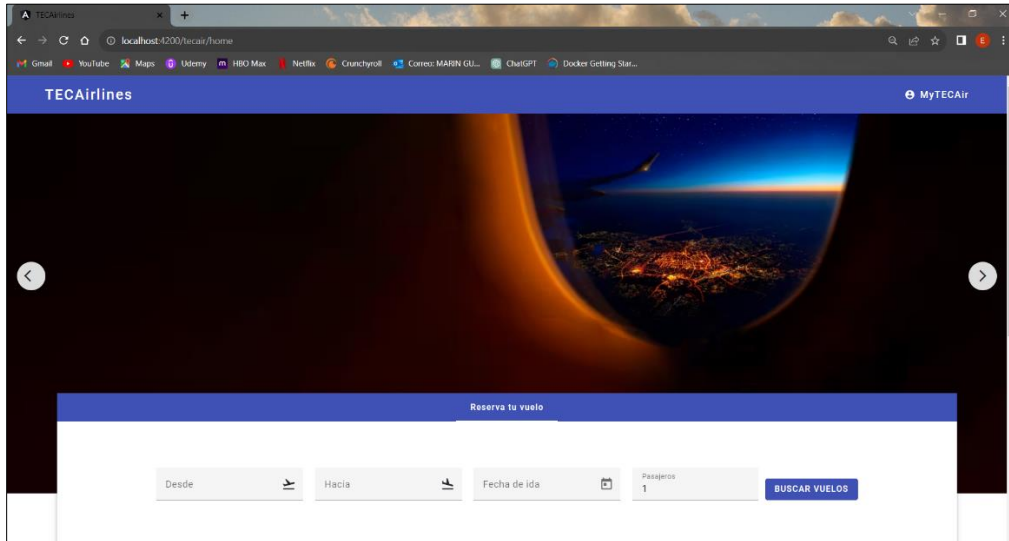 TECAirlines
localhost:4200/tecair/home
Gmail YouTube Maps Udemy HBO Max Netflix Crunchyroll Correo: MARIN GU... ChatGPT Docker Getting Star...
TECAirlines MyTECAir
Reserva tu vuelo
Desde Hacia Fecha de ida Pasajeros
1
BUSCAR VUELOS